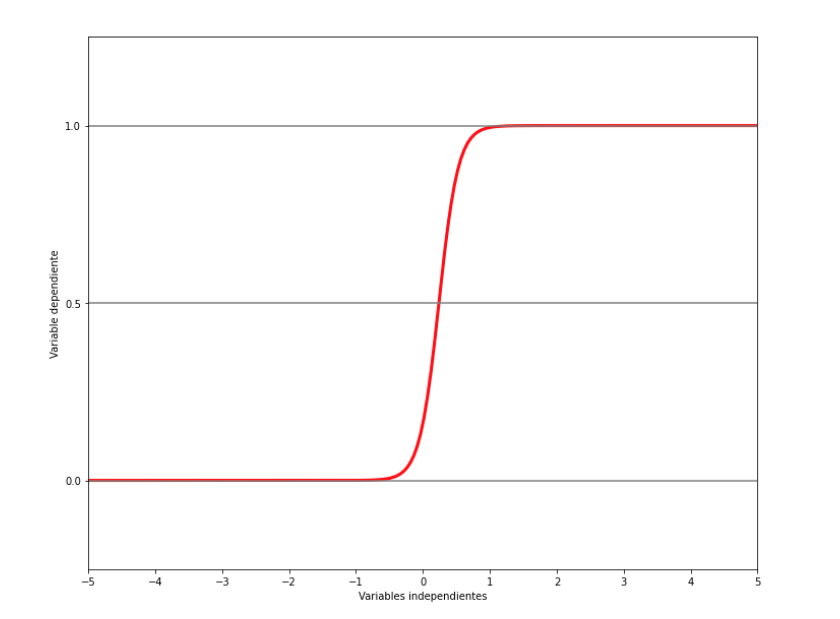 1.0
0.5
0.0
Variable dependiente
−5 −4 −3 −2 −1 0 1 2 3 4 5
Variables independientes